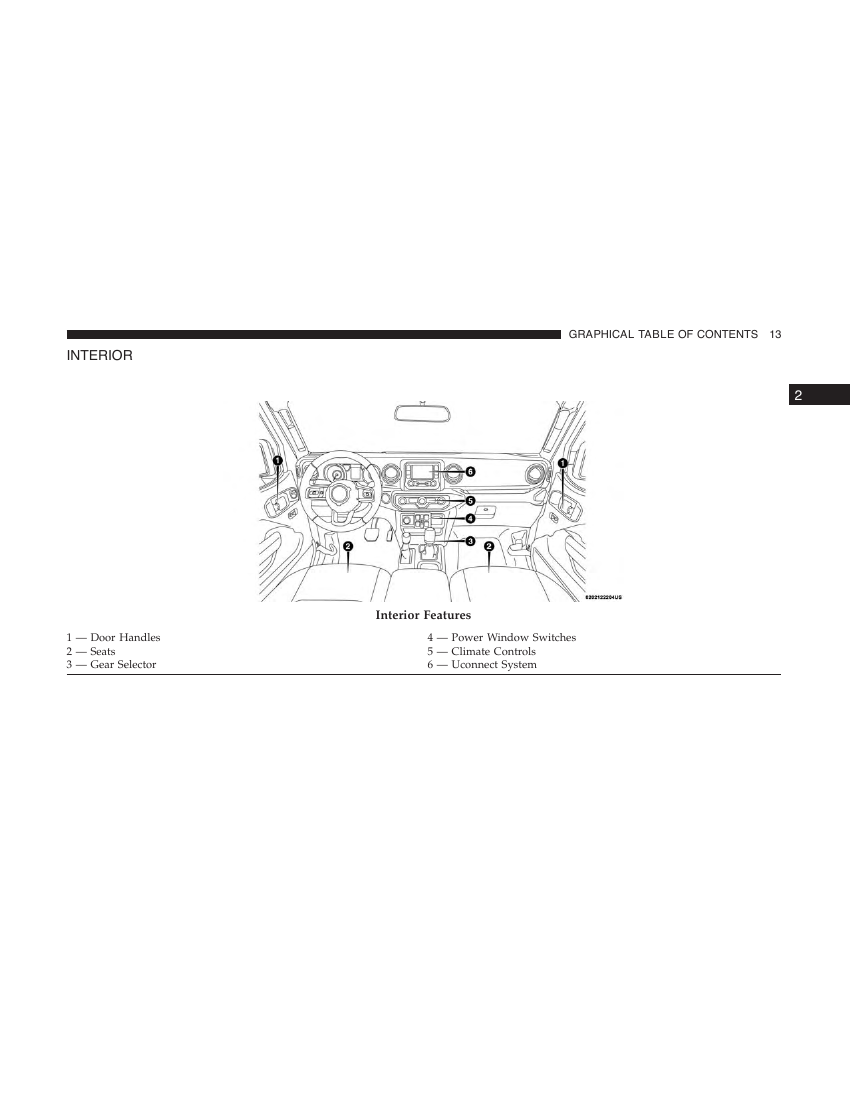 GRAPHICAL TABLE OF CONTENTS 13
INTERIOR
2
1
1
6
5
4
3
2
2
0302122204US
Interior Features
1 — Door Handles
2 — Seats
3 — Gear Selector
4 — Power Window Switches
5 — Climate Controls
6 — Uconnect System